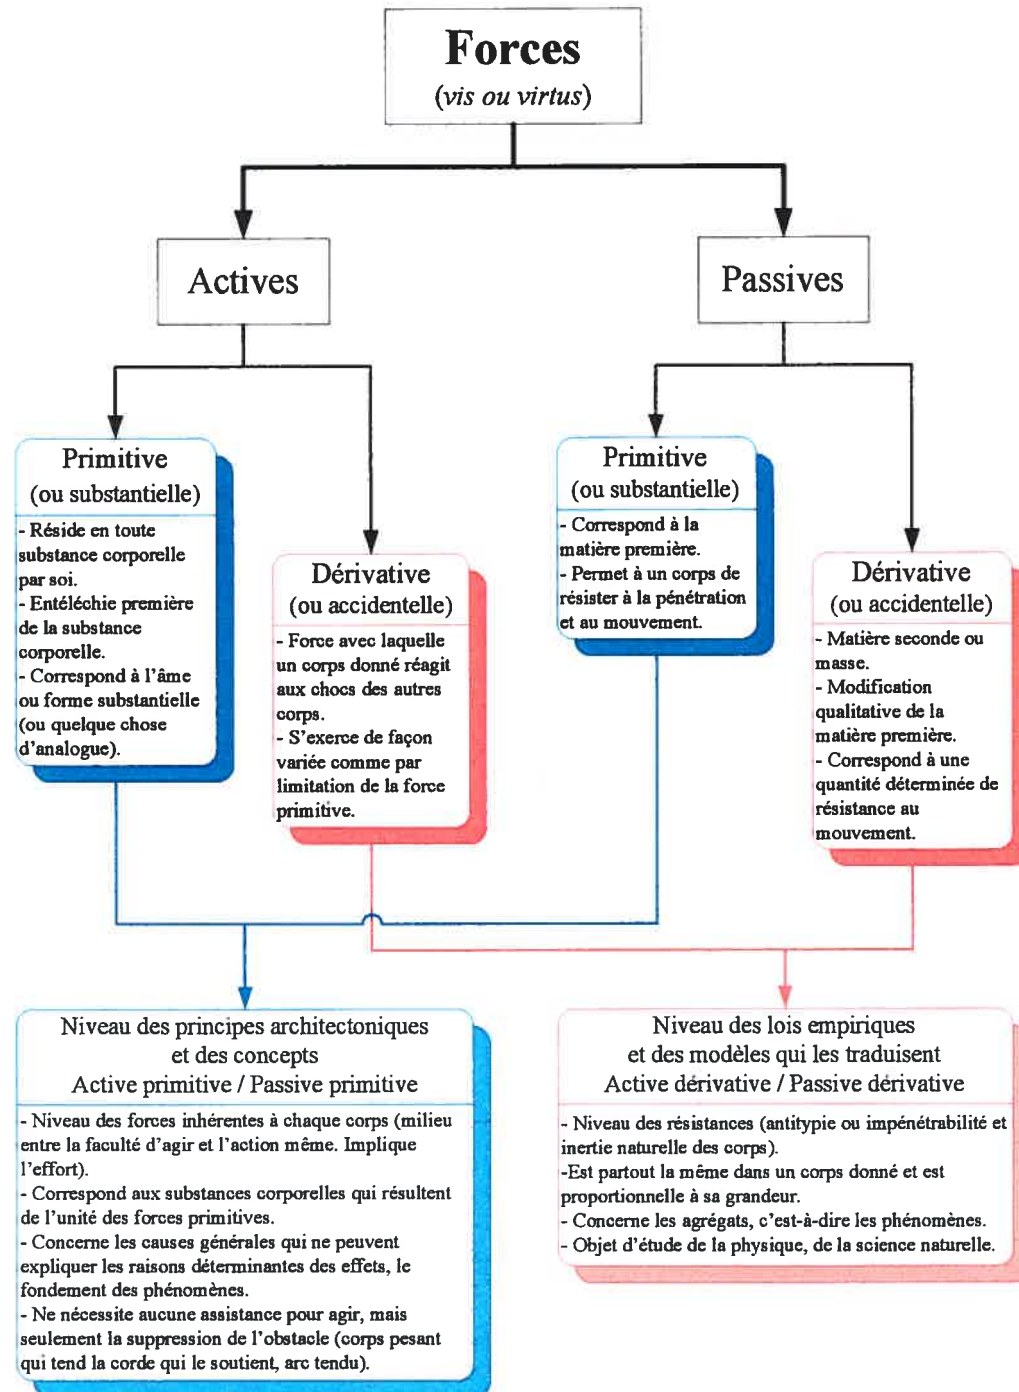 Forces
(vis ou virtus)
Actives
Passives
Primitive
(ou substantielle)
- Réside en toute
substance corporelle
par soi.
- Entéléchie première
de la substance
corporelle.
- Correspond à l'âme
ou forme substantielle
(ou quelque chose
d'analogue).
Dérivative
(ou accidentelle)
- Force avec laquelle
un corps donné réagit
aux chocs des autres
corps.
- S'exerce de façon
variée comme par
limitation de la force
primitive.
Primitive
(ou substantielle)
- Correspond à la
matière première.
- Permet à un corps de
résister à la pénétration
et au mouvement.
Dérivative
(ou accidentelle)
- Matière seconde ou
masse.
- Modification
qualitative de la
matière première.
- Correspond à une
quantité déterminée de
résistance au
mouvement.
Niveau des principes architectoniques
et des concepts
Active primitive / Passive primitive
- Niveau des forces inhérentes à chaque corps (milieu
entre la faculté d'agir et l'action même. Implique
l'effort).
- Correspond aux substances corporelles qui résultent
de l'unité des forces primitives.
- Concerne les causes générales qui ne peuvent
expliquer les raisons déterminantes des effets, le
fondement des phénomènes.
- Ne nécessite aucune assistance pour agir, mais
seulement la suppression de l'obstacle (corps pesant
qui tend la corde qui le soutient, arc tendu).
Niveau des lois empiriques
et des modèles qui les traduisent
Active dérivative / Passive dérivative
- Niveau des résistances (antitypie ou impénétrabilité et
inertie naturelle des corps).
-Est partout la même dans un corps donné et est
proportionnelle à sa grandeur.
- Concerne les agrégats, c'est-à-dire les phénomènes.
- Objet d'étude de la physique, de la science naturelle.